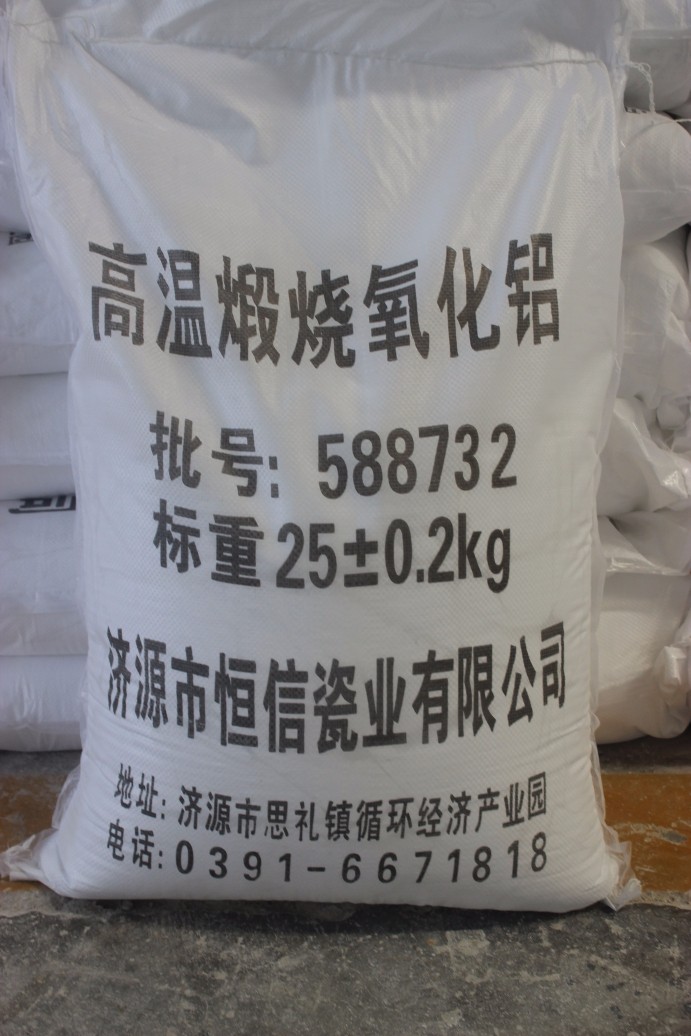 高温煅烧氧化铝
批号: 588732
标重25±0.2kg
济源市恒信瓷业有限公司
地址: 济源市思礼镇循环经济产业园
电话: 0391-6671818